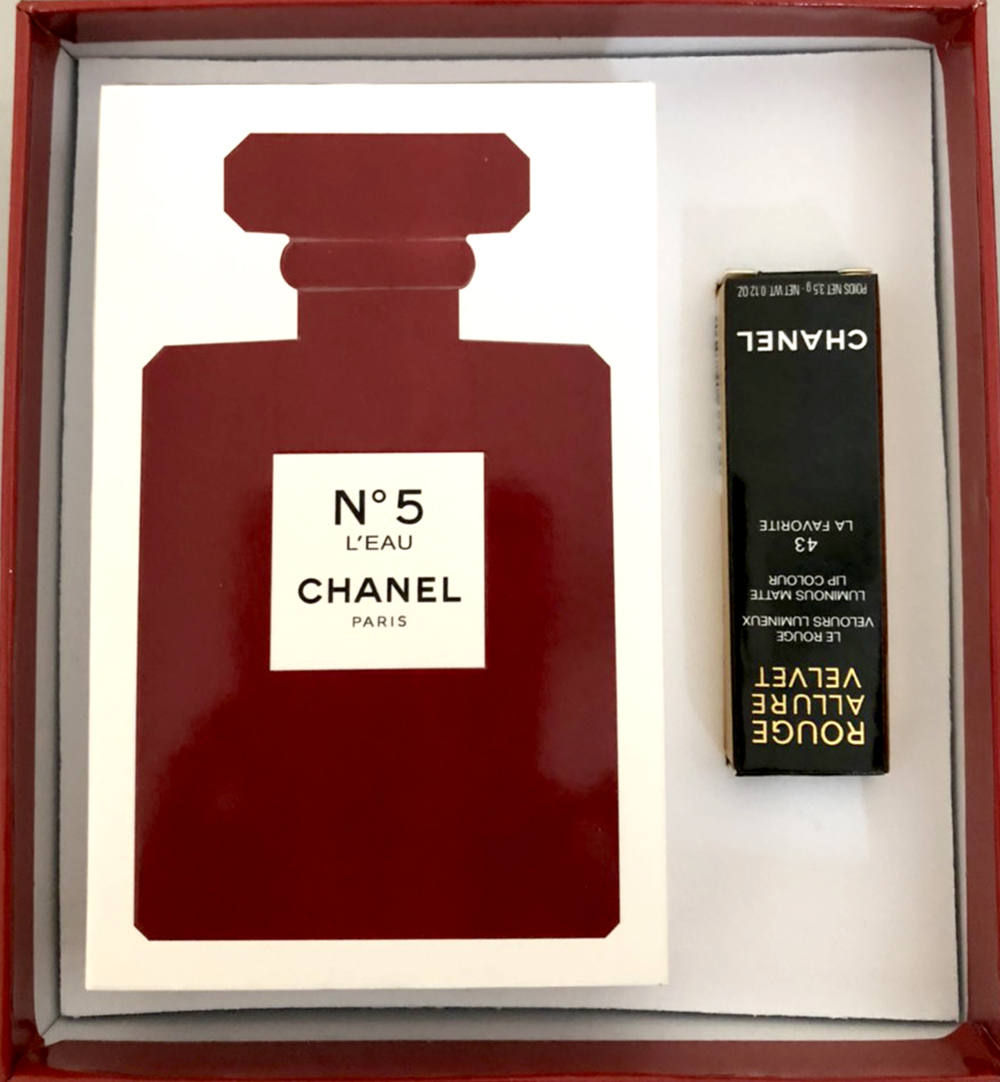 N°5
L'EAU
CHANEL
PARIS
ROUGE
ALLURE
VELVET
LE ROUGE
VELOURS LUMINEUX
LUMINOUS MATTE
LIP COLOUR
43
LA FAVORITE
CHANEL
POIDS NET 3.5 g - NET WT. 0.12 OZ